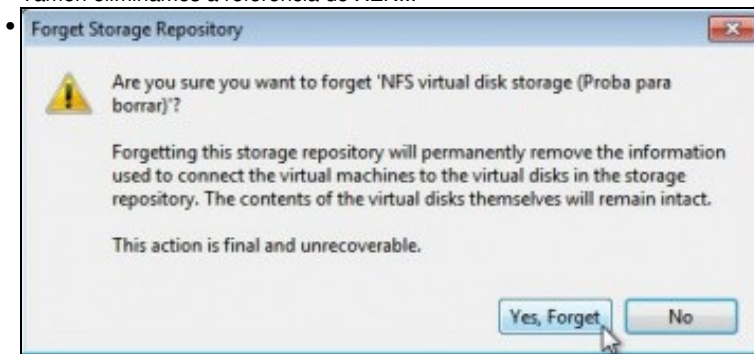 Forget Storage Repository
Are you sure you want to forget 'NFS virtual disk storage (Proba para
borrar)'?
Forgetting this storage repository will permanently remove the information
used to connect the virtual machines to the virtual disks in the storage
repository. The contents of the virtual disks themselves will remain intact.
This action is final and unrecoverable.
Yes, Forget
No